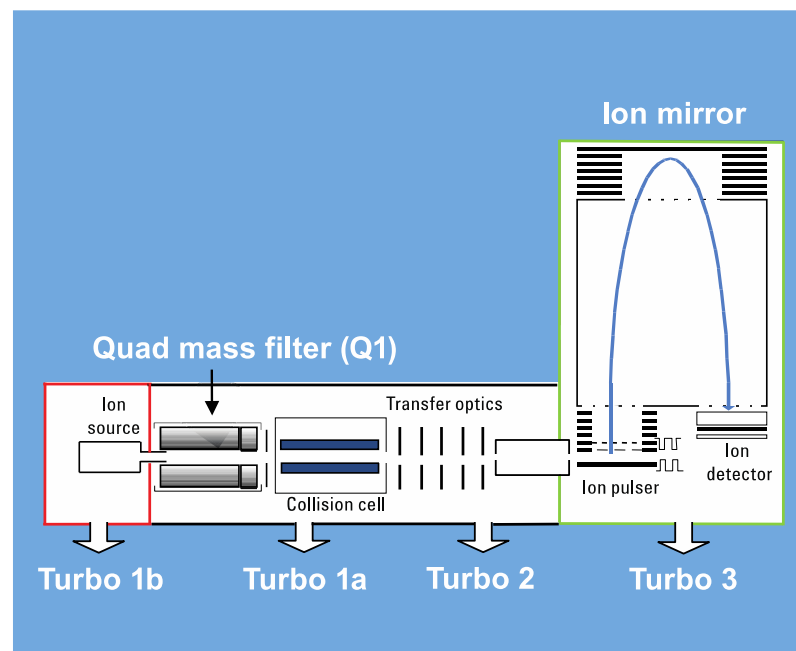 Ion mirror
Quad mass filter (Q1)
Ion
source
Transfer optics
Ion
detector
Ion pulser
Collision cell
Turbo 1b
Turbo 1a
Turbo 2
Turbo 3